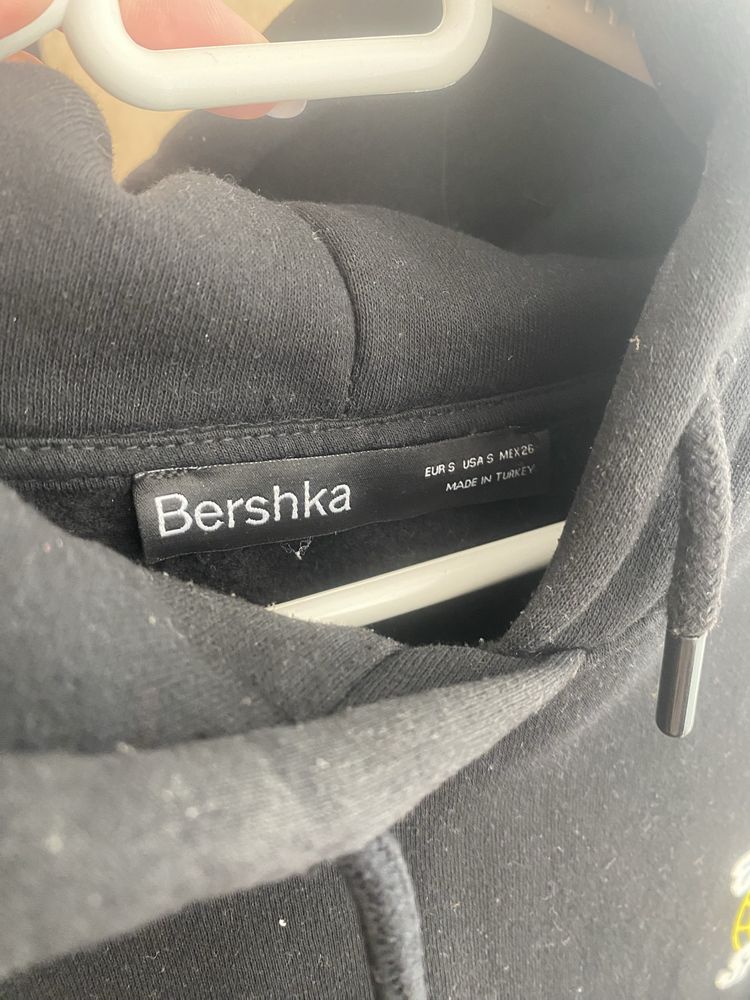 Bershka
EUR S USA S MEX 26
MADE IN TURKEY